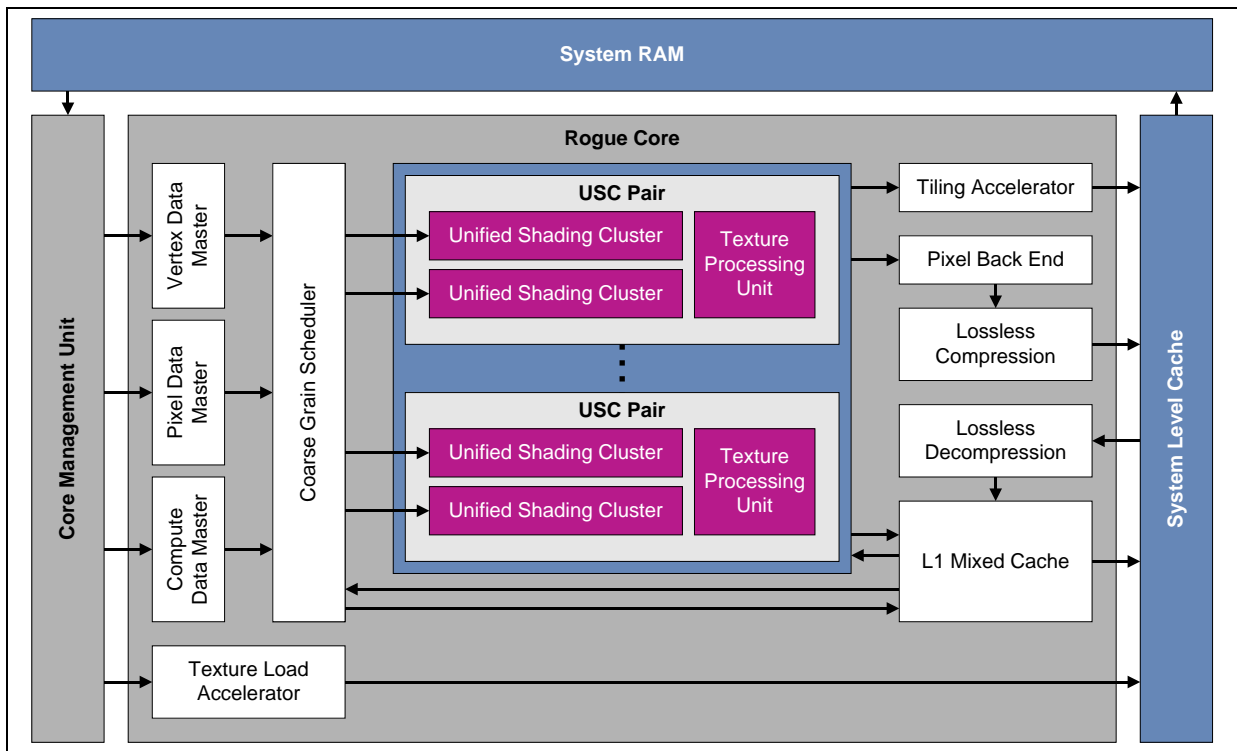 System RAM
Core Management Unit
Rogue Core
Vertex Data
Master
Pixel Data
Master
Compute
Data Master
Coarse Grain Scheduler
USC Pair
Unified Shading Cluster
Unified Shading Cluster
Texture
Processing
Unit
USC Pair
Unified Shading Cluster
Unified Shading Cluster
Texture
Processing
Unit
Tiling Accelerator
Pixel Back End
Lossless
Compression
Lossless
Decompression
L1 Mixed Cache
Texture Load
Accelerator
System Level Cache